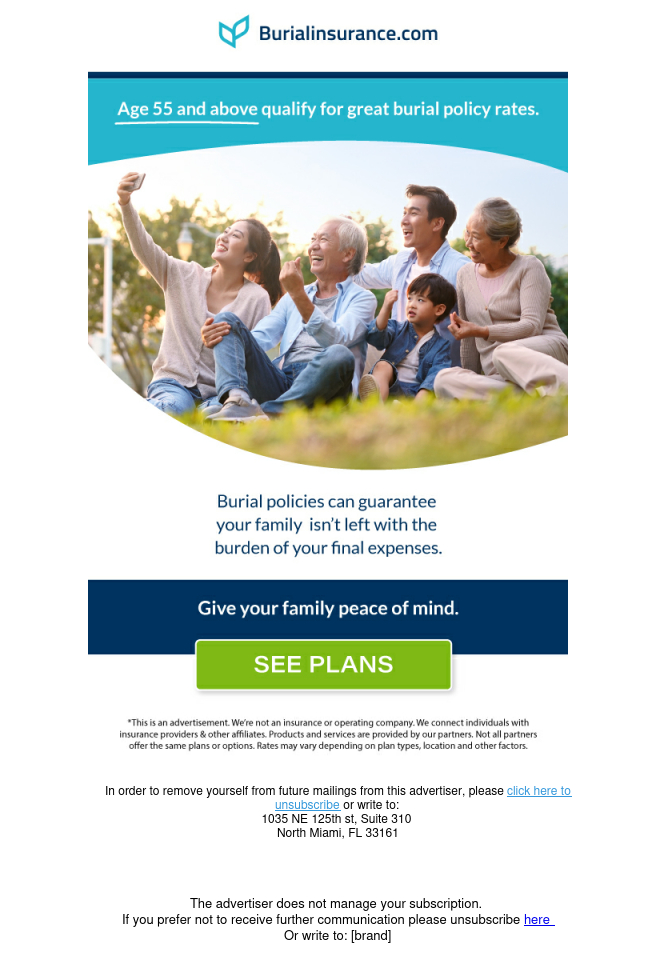 Burialinsurance.com
Age 55 and above qualify for great burial policy rates.
Burial policies can guarantee
your family isn't left with the
burden of your final expenses.
Give your family peace of mind.
SEE PLANS
*This is an advertisement. We're not an insurance or operating company. We connect individuals with
insurance providers & other affiliates. Products and services are provided by our partners. Not all partners
offer the same plans or options. Rates may vary depending on plan types, location and other factors.
In order to remove yourself from future mailings from this advertiser, please click here to
unsubscribe or write to:
1035 NE 125th st, Suite 310
North Miami, FL 33161
The advertiser does not manage your subscription.
If you prefer not to receive further communication please unsubscribe here
Or write to: [brand]